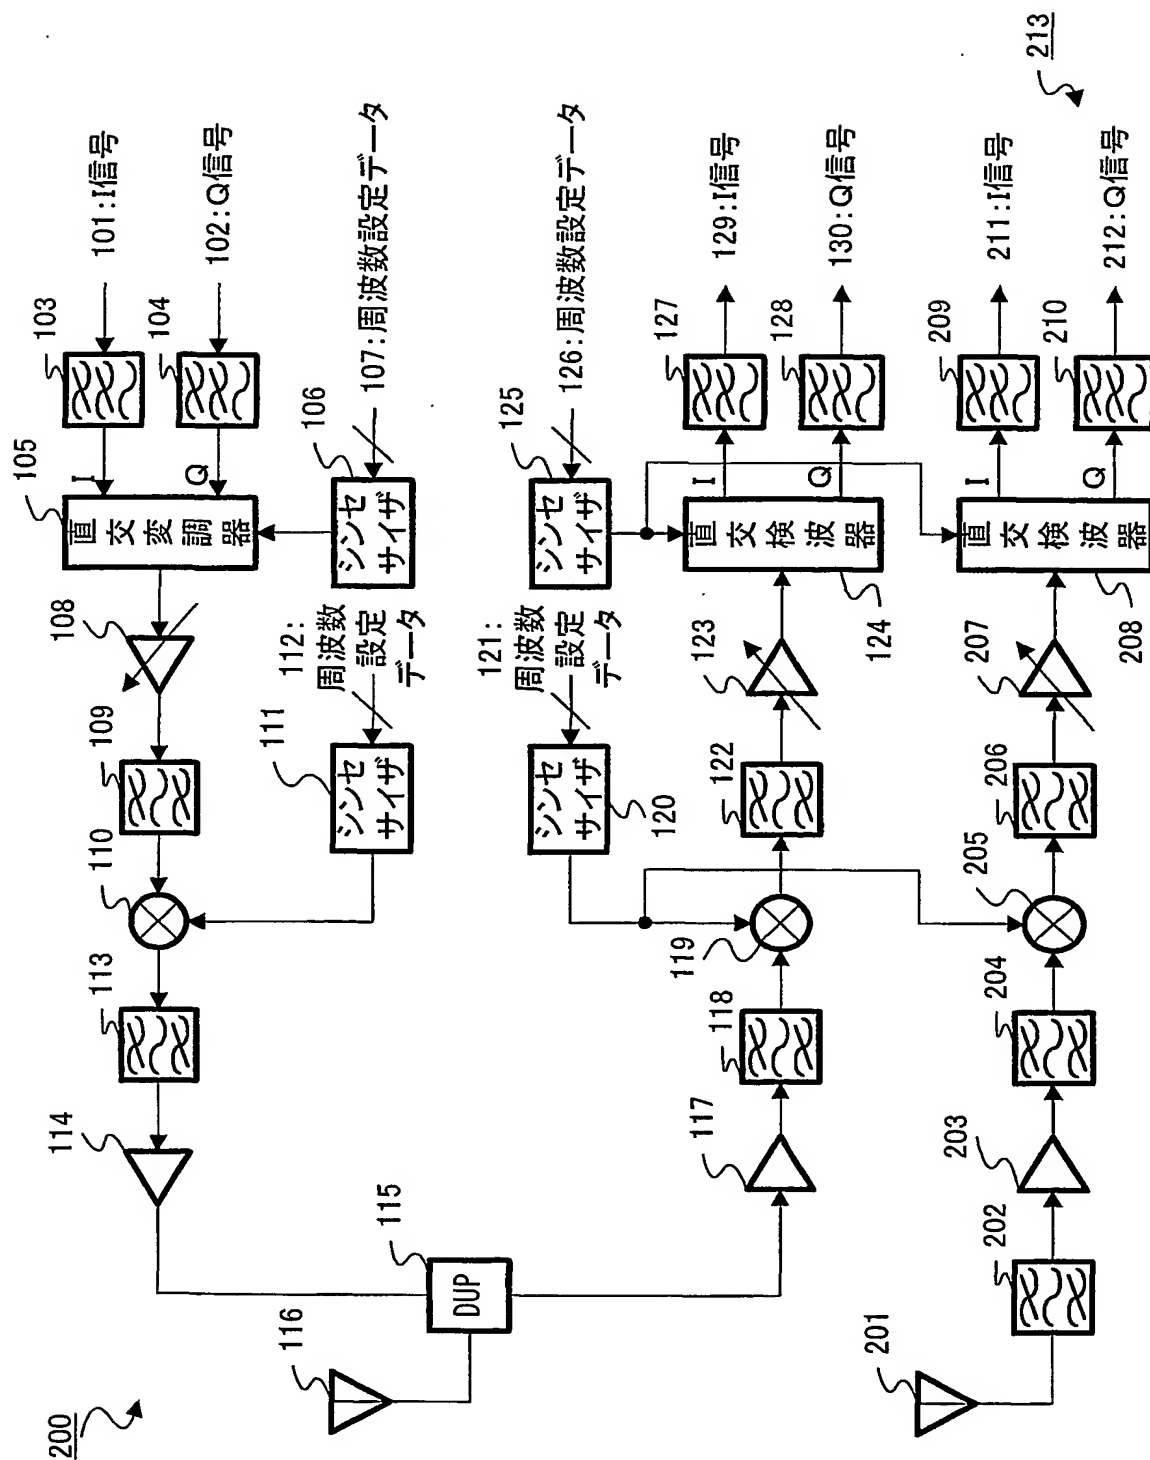 200
116
115
DUP
114
113
110
109
108
105
直交変調器
I
Q
103
104
101:I信号
102:Q信号
111
シンセ
サイザ
112:
周波数
設定
データ
106
シンセ
サイザ
107:周波数設定データ
120
シンセ
サイザ
121:
周波数
設定
データ
125
シンセ
サイザ
126:周波数設定データ
117
118
119
122
123
124
直交検波器
I
Q
127
128
129:I信号
130:Q信号
201
202
203
204
205
206
207
208
直交検波器
I
Q
209
210
211:I信号
212:Q信号
213